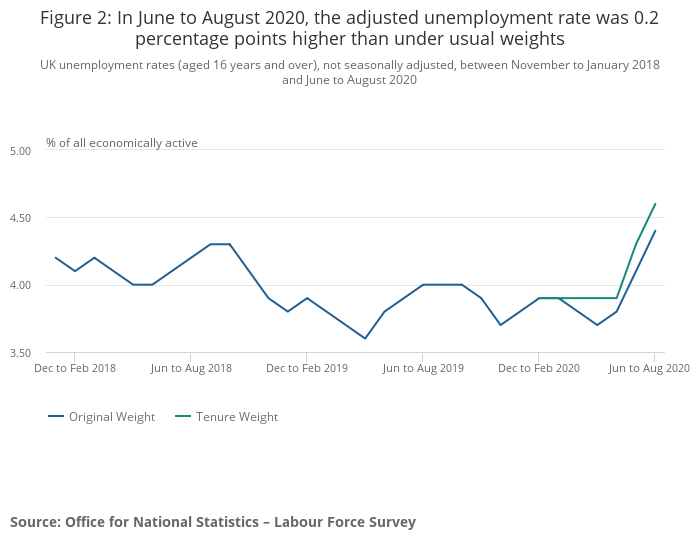 Figure 2: In June to August 2020, the adjusted unemployment rate was 0.2
percentage points higher than under usual weights
UK unemployment rates (aged 16 years and over), not seasonally adjusted, between November to January 2018
and June to August 2020
% of all economically active
5.00
4.50
4.00
3.50
Dec to Feb 2018 Jun to Aug 2018 Dec to Feb 2019 Jun to Aug 2019 Dec to Feb 2020 Jun to Aug 2020
Original Weight Tenure Weight
Source: Office for National Statistics – Labour Force Survey